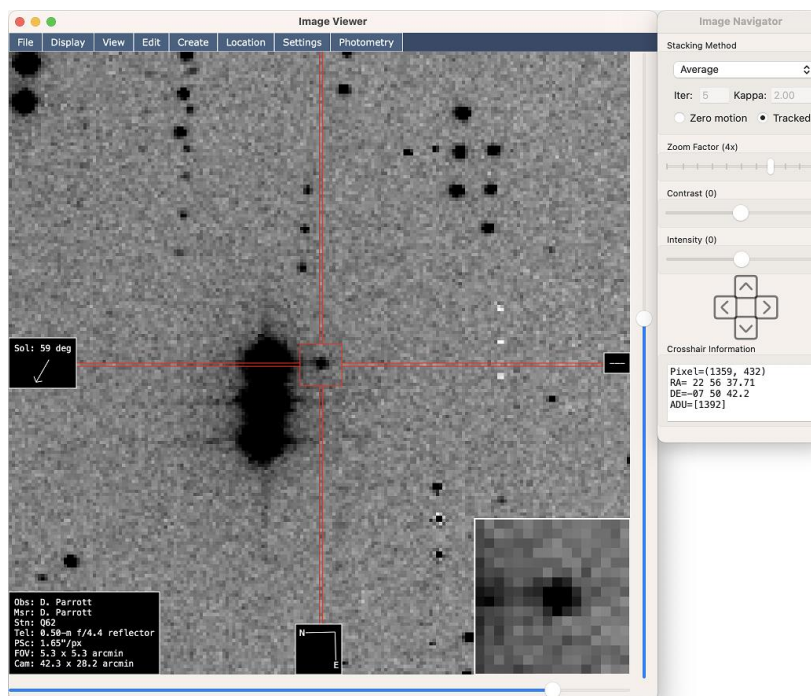 Image Viewer
File Display View Edit Create Location Settings Photometry
Sol: 59 deg
Obs: D. Parrott
Msr: D. Parrott
Stn: Q62
Tel: 0.50-m f/4.4 reflector
PSc: 1.65"/px
FOV: 5.3 x 5.3 arcmin
Cam: 42.3 x 28.2 arcmin
N
E
Image Navigator
Stacking Method
Average
Iter: 5 Kappa: 2.00
Zero motion Tracked
Zoom Factor (4x)
Contrast (0)
Intensity (0)
Crosshair Information
Pixel=(1359, 432)
RA= 22 56 37.71
DE=-07 50 42.2
ADU=[1392]